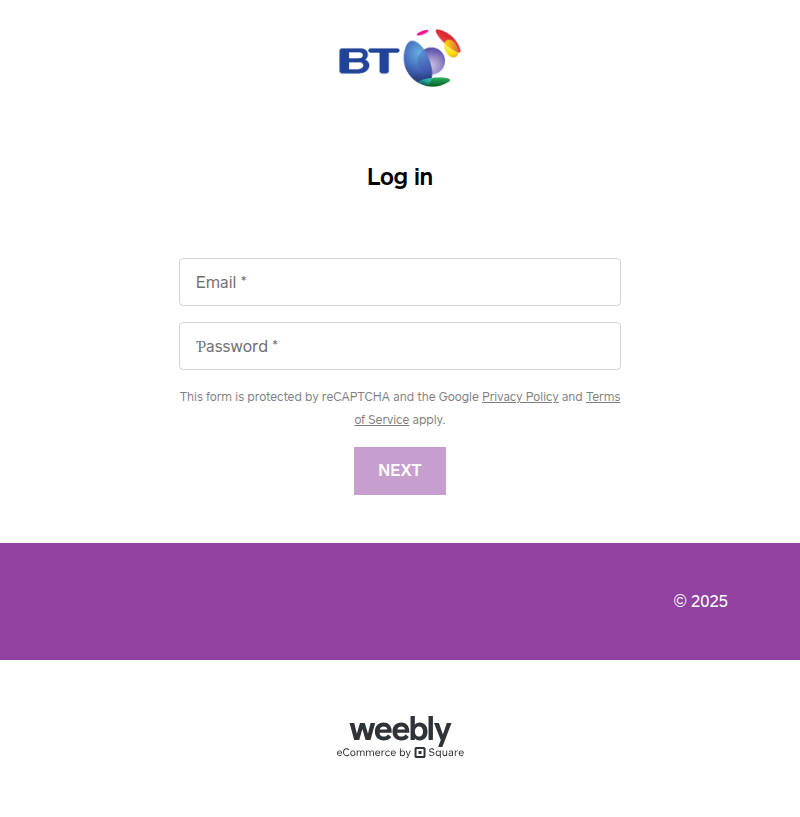 BT
Log in
Email *
Ƥassword *
This form is protected by reCAPTCHA and the Google Privacy Policy and Terms
of Service apply.
NEXT
© 2025
weebly
eCommerce by Square